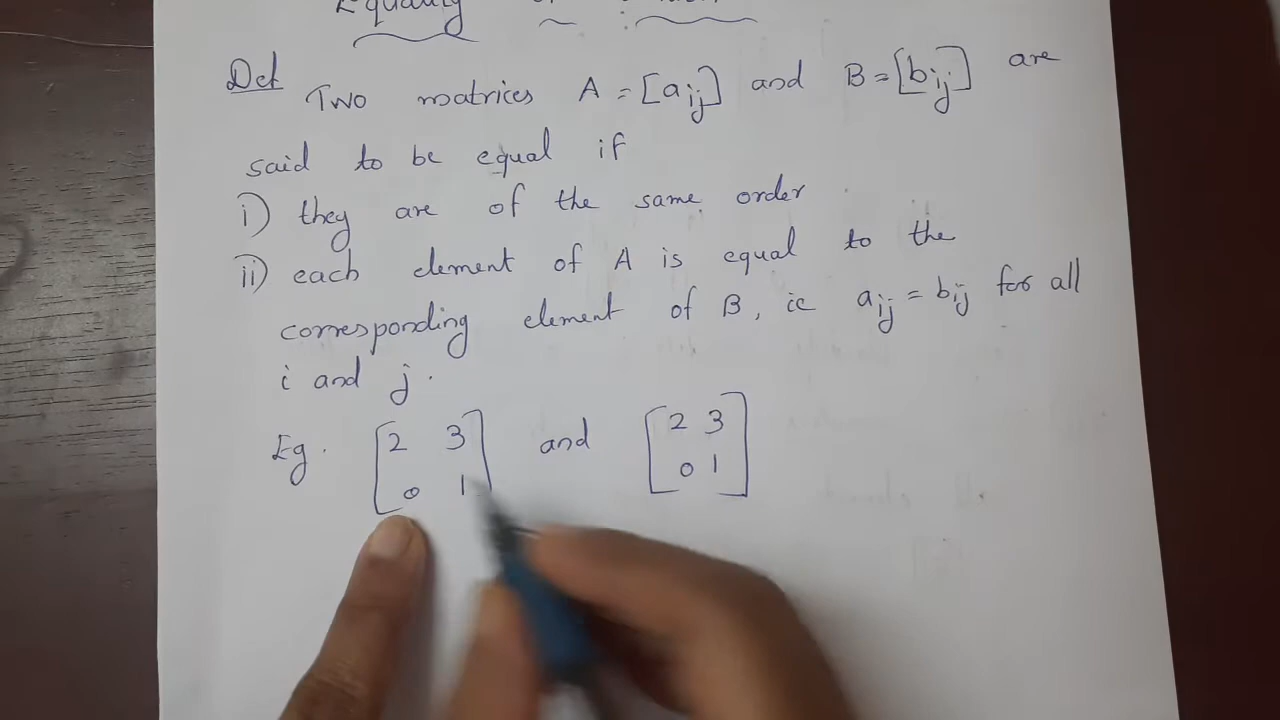 Equality
Def Two matrices A = [aij] and B = [bij] are
said to be equal if
i) they are of the same order
ii) each element of A is equal to the
corresponding element of B, ie aij = bij for all
i and j.
Eg. [2 3 and [2 3
0 1] 0 1]